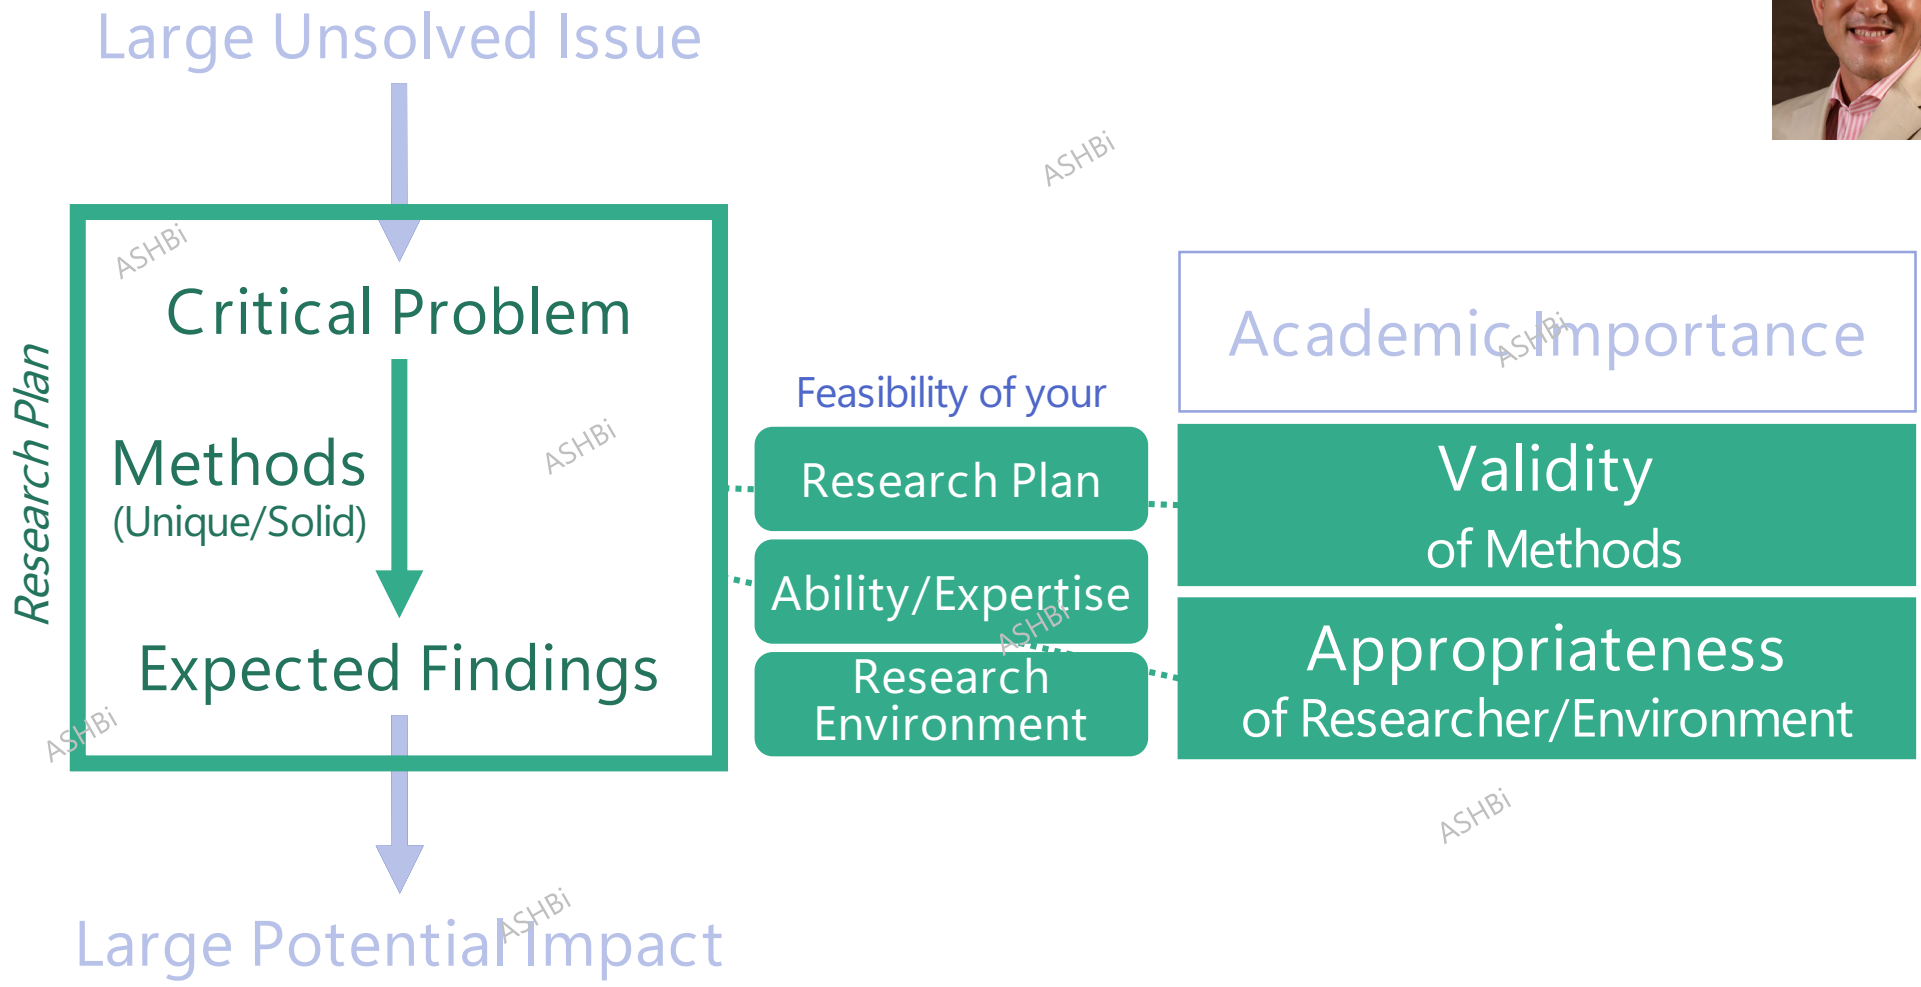 Large Unsolved Issue
ASHBi
ASHBi
Critical Problem
Academic Importance
ASHBi
Research Plan
Feasibility of your
Methods
(Unique/Solid)
ASHBi
Research Plan
Validity
of Methods
Ability/Expertise
ASHBi
Expected Findings
Research
Environment
Appropriateness
of Researcher/Environment
ASHBi
ASHBi
ASHBi
Large Potential Impact